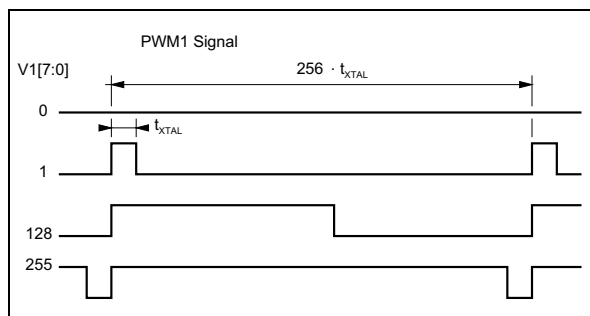 PWM1 Signal
V1[7:0]
256 · tXTAL
0
tXTAL
1
128
255